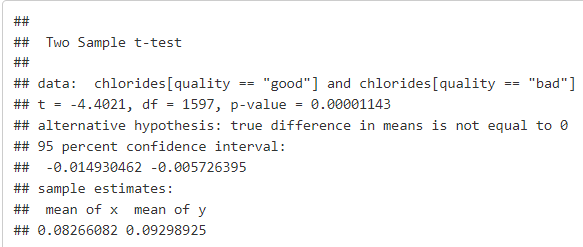 ##
##  Two Sample t-test
##
## data:  chlorides[quality == "good"] and chlorides[quality == "bad"]
## t = -4.4021, df = 1597, p-value = 0.00001143
## alternative hypothesis: true difference in means is not equal to 0
## 95 percent confidence interval:
##  -0.014930462 -0.005726395
## sample estimates:
##  mean of x  mean of y
## 0.08266082 0.09298925